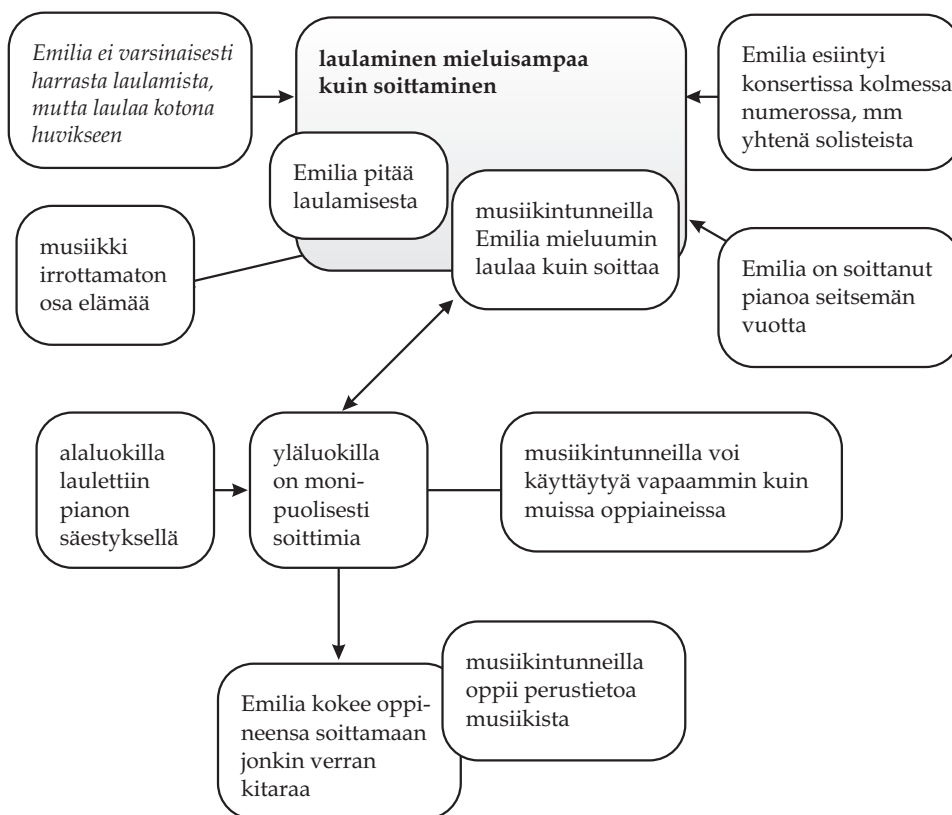 Emilia ei varsinaisesti
harrasta laulamista,
mutta laulaa kotona
huvikseen
laulaminen mieluisampaa
kuin soittaminen
Emilia esiintyi
konsertissa kolmessa
numerossa, mm
yhtenä solisteista
Emilia pitää
laulamisesta
musiikintunneilla
Emilia mieluumin
laulaa kuin soittaa
musiikki
irrottamaton
osa elämää
Emilia on soittanut
pianoa seitsemän
vuotta
alaluokilla
laulettiin
pianon
säestyksellä
yläluokilla
on moni-
puolisesti
soittimia
musiikintunneilla voi
käyttäytyä vapaammin kuin
muissa oppiaineissa
Emilia kokee oppi-
neensa soittamaan
jonkin verran
kitaraa
musiikintunneilla
oppii perustietoa
musiikista